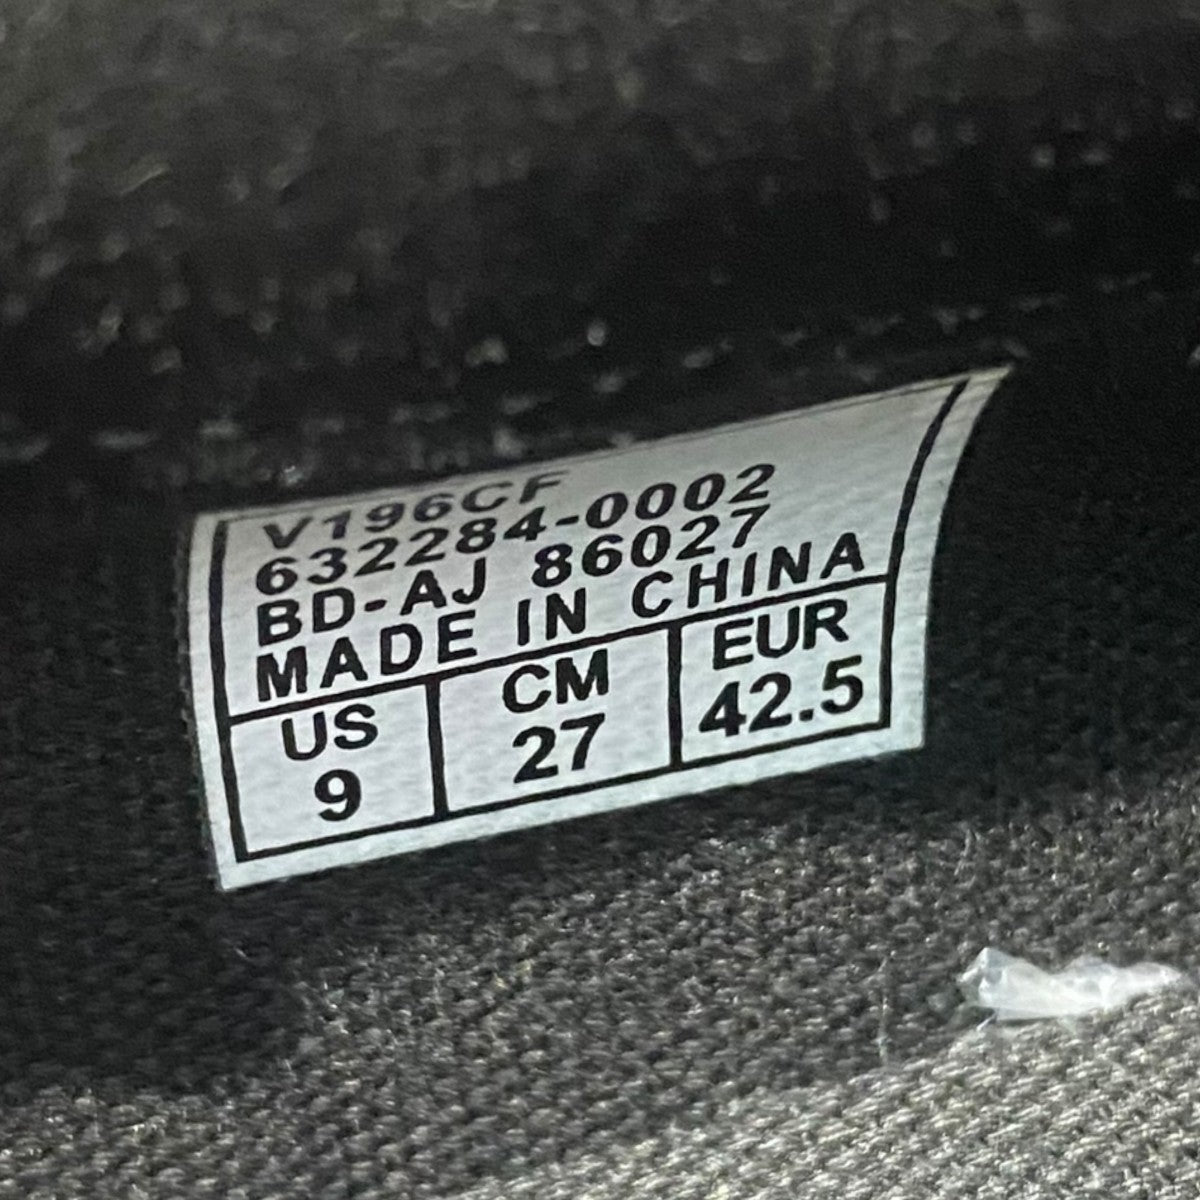 V196CF
632284-0002
BD-AJ 86027
MADE IN CHINA
US CM EUR
9 27 42.5